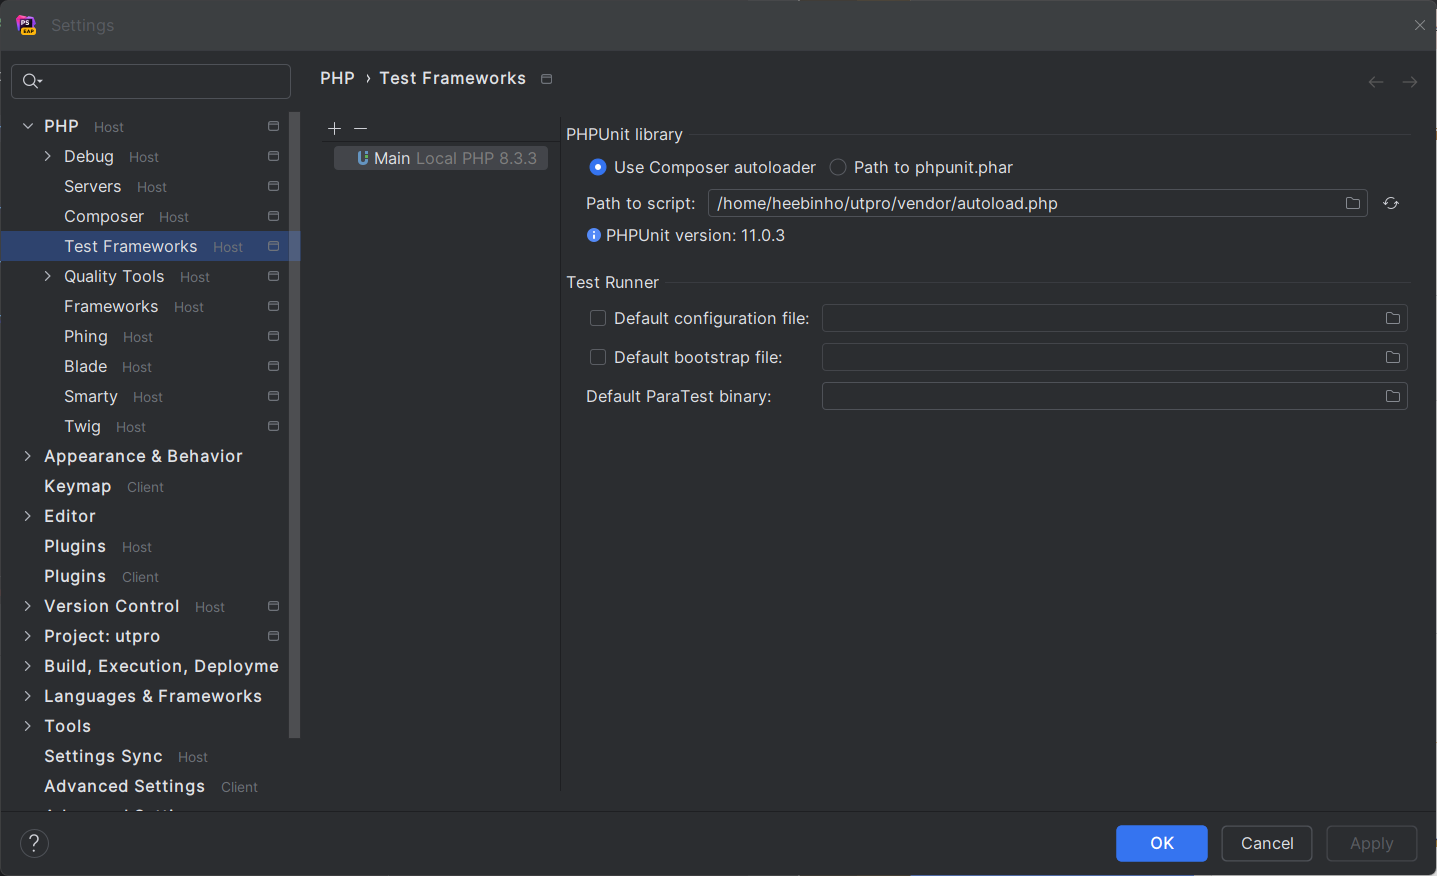 Settings
PHP Host
Debug Host
Servers Host
Composer Host
Test Frameworks Host
Quality Tools Host
Frameworks Host
Phing Host
Blade Host
Smarty Host
Twig Host
Appearance & Behavior
Keymap Client
Editor
Plugins Host
Plugins Client
Version Control Host
Project: utpro
Build, Execution, Deployme
Languages & Frameworks
Tools
Settings Sync Host
Advanced Settings Client
PHP › Test Frameworks
Main Local PHP 8.3.3
PHPUnit library
Use Composer autoloader Path to phpunit.phar
Path to script: /home/heebinho/utpro/vendor/autoload.php
PHPUnit version: 11.0.3
Test Runner
Default configuration file:
Default bootstrap file:
Default ParaTest binary:
? OK Cancel Apply